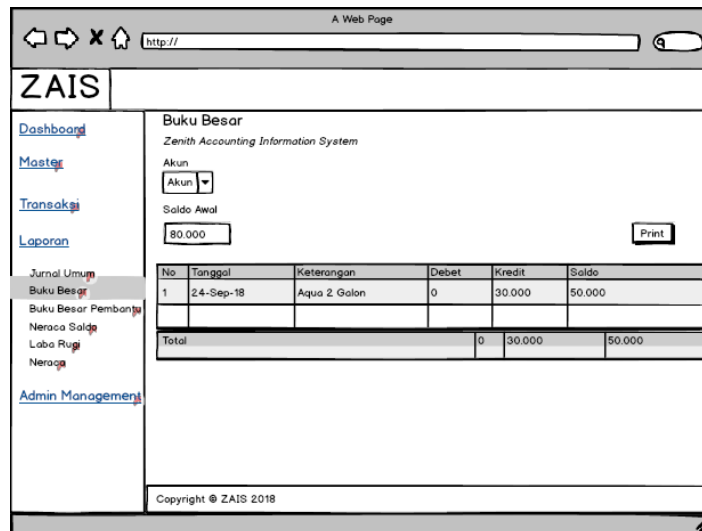 A Web Page
http://
ZAIS
Dashboard
Master
Transaksi
Laporan
Jurnal Umum
Buku Besar
Buku Besar Pembantu
Neraca Saldo
Laba Rugi
Neraca
Admin Management
Buku Besar
Zenith Accounting Information System
Akun
Akun
Saldo Awal
80.000
Print
No Tanggal Keterangan Debet Kredit Saldo
1 24-Sep-18 Aqua 2 Galon 0 30.000 50.000
Total 0 30.000 50.000
Copyright © ZAIS 2018